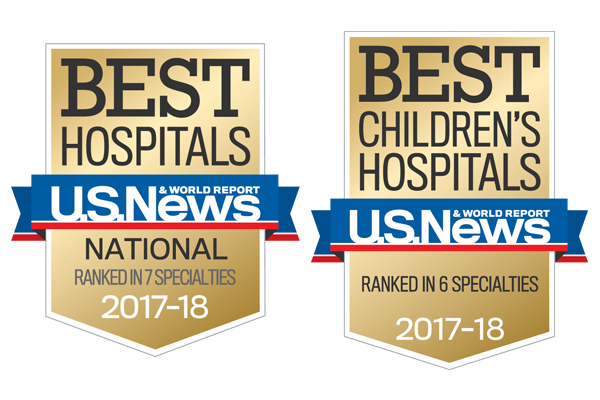 BEST
HOSPITALS
U.S.News
& WORLD REPORT
NATIONAL
RANKED IN 7 SPECIALTIES
2017-18
BEST
CHILDREN'S
HOSPITALS
U.S.News
& WORLD REPORT
RANKED IN 6 SPECIALTIES
2017-18